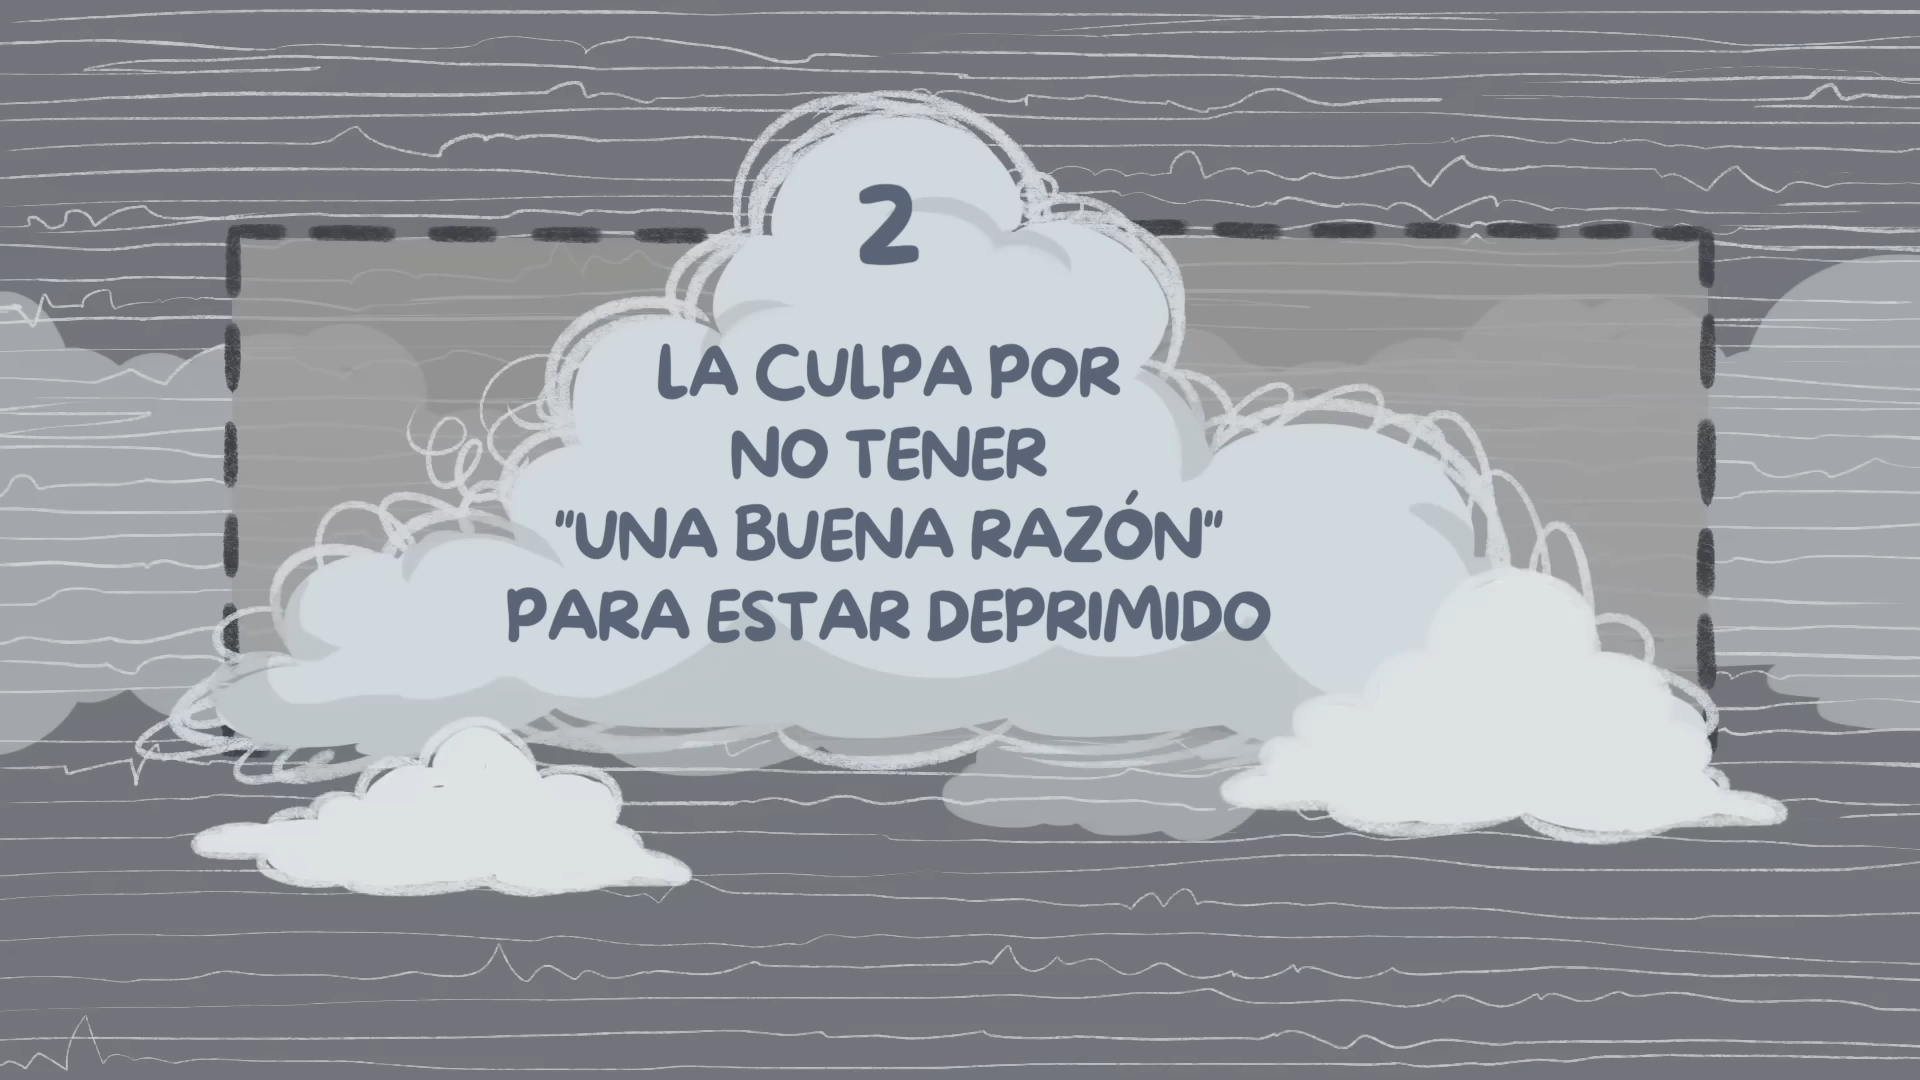 2
LA CULPA POR
NO TENER
"UNA BUENA RAZÓN"
PARA ESTAR DEPRIMIDO